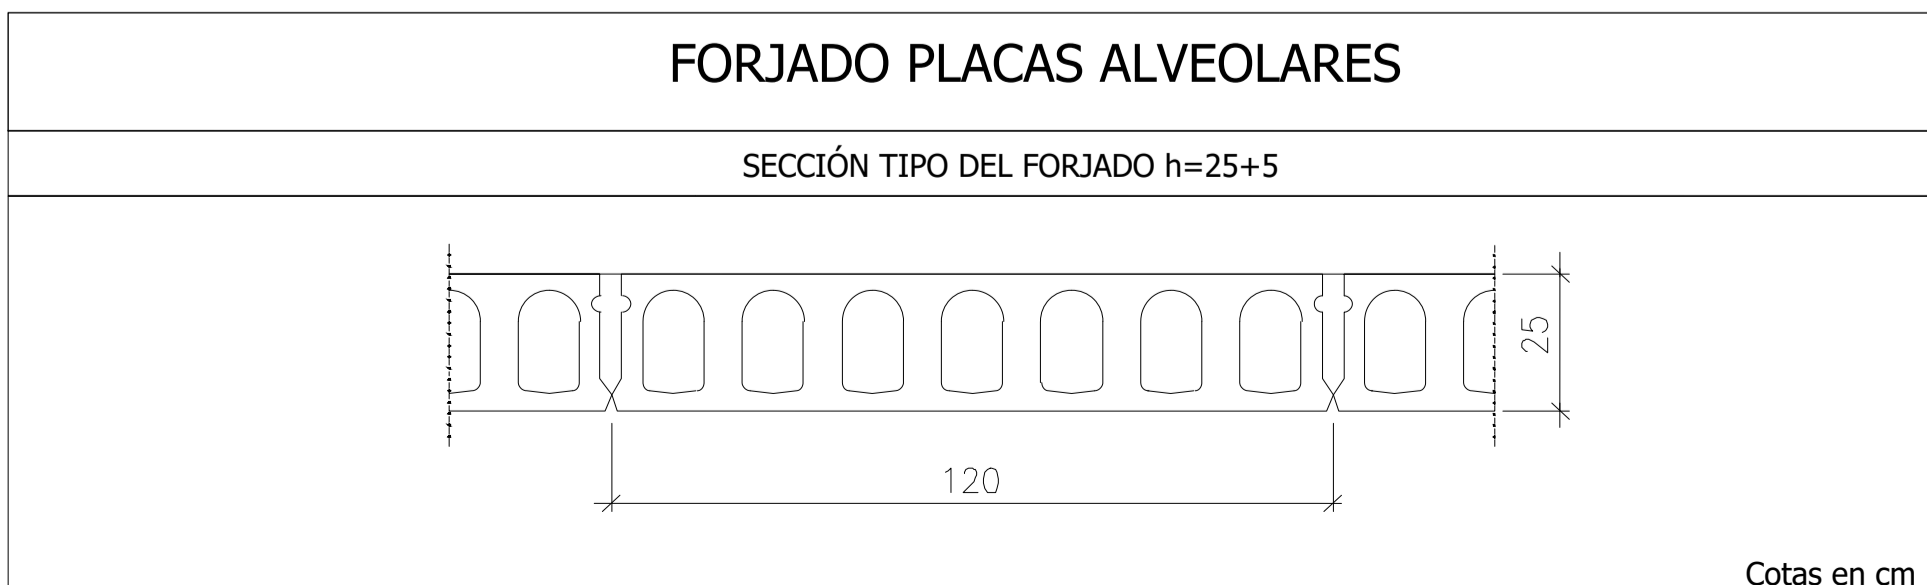 FORJADO PLACAS ALVEOLARES
SECCIÓN TIPO DEL FORJADO h=25+5
25
120
Cotas en cm